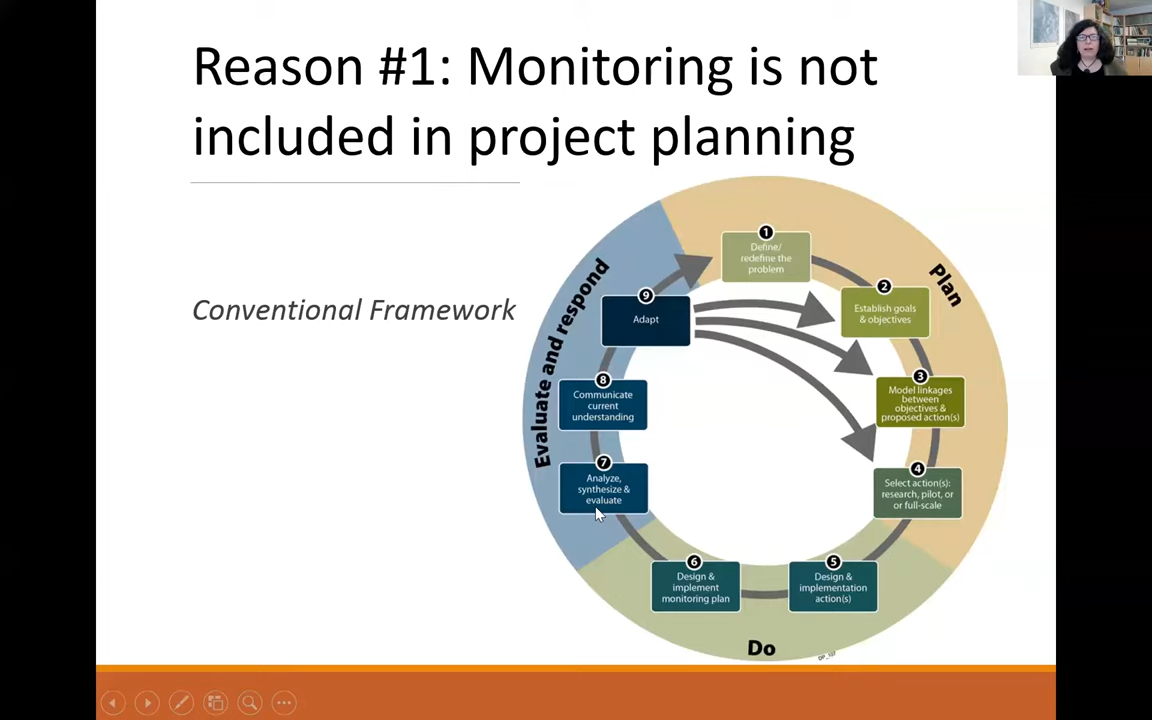 Reason #1: Monitoring is not
included in project planning
Conventional Framework
Plan
Do
Evaluate and respond
1
Define/
redefine the
problem
2
Establish goals
& objectives
3
Model linkages
between
objectives &
proposed action(s)
4
Select action(s):
research, pilot, or
or full-scale
5
Design &
implementation
action(s)
6
Design &
implement
monitoring plan
7
Analyze,
synthesize &
evaluate
8
Communicate
current
understanding
9
Adapt